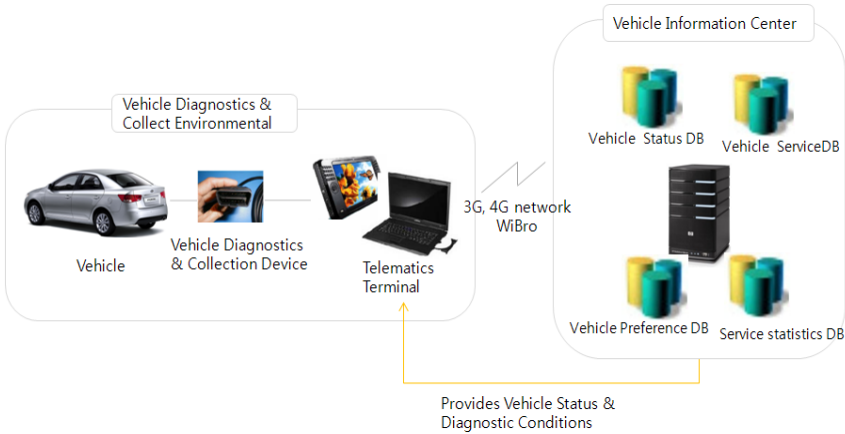 Vehicle Information Center
Vehicle Diagnostics &
Collect Environmental
Vehicle Status DB
Vehicle ServiceDB
3G, 4G network
WiBro
Vehicle
Vehicle Diagnostics
& Collection Device
Telematics
Terminal
Vehicle Preference DB
Service statistics DB
Provides Vehicle Status &
Diagnostic Conditions